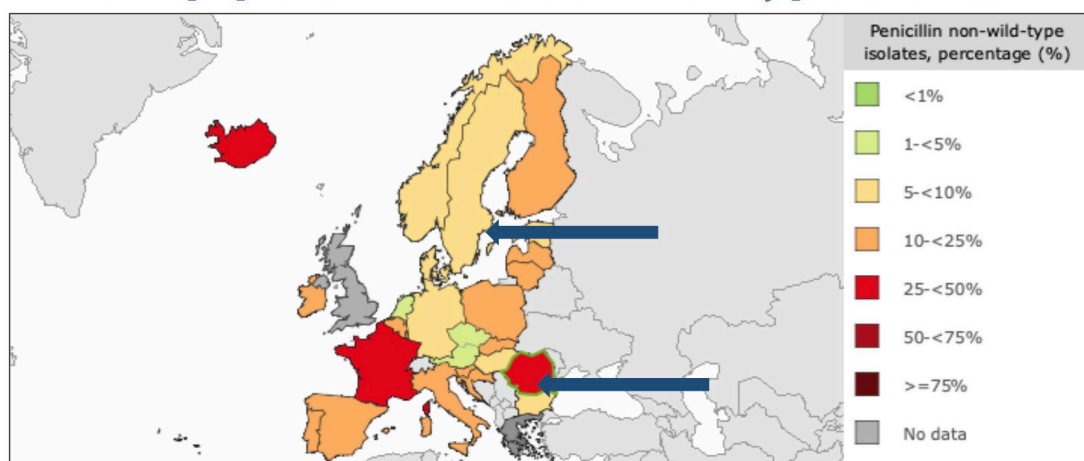 Penicillin non-wild-type
isolates, percentage (%)
<1%
1-<5%
5-<10%
10-<25%
25-<50%
50-<75%
>=75%
No data